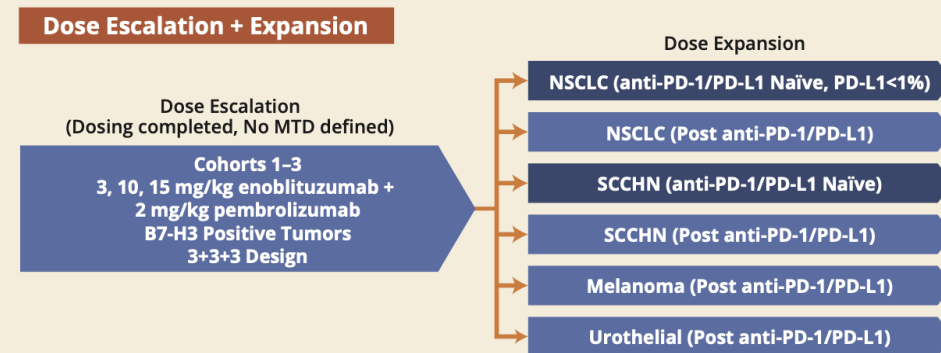 Dose Escalation + Expansion
Dose Escalation
(Dosing completed, No MTD defined)
Cohorts 1–3
3, 10, 15 mg/kg enoblituzumab +
2 mg/kg pembrolizumab
B7-H3 Positive Tumors
3+3+3 Design
Dose Expansion
NSCLC (anti-PD-1/PD-L1 Naïve, PD-L1<1%)
NSCLC (Post anti-PD-1/PD-L1)
SCCHN (anti-PD-1/PD-L1 Naïve)
SCCHN (Post anti-PD-1/PD-L1)
Melanoma (Post anti-PD-1/PD-L1)
Urothelial (Post anti-PD-1/PD-L1)